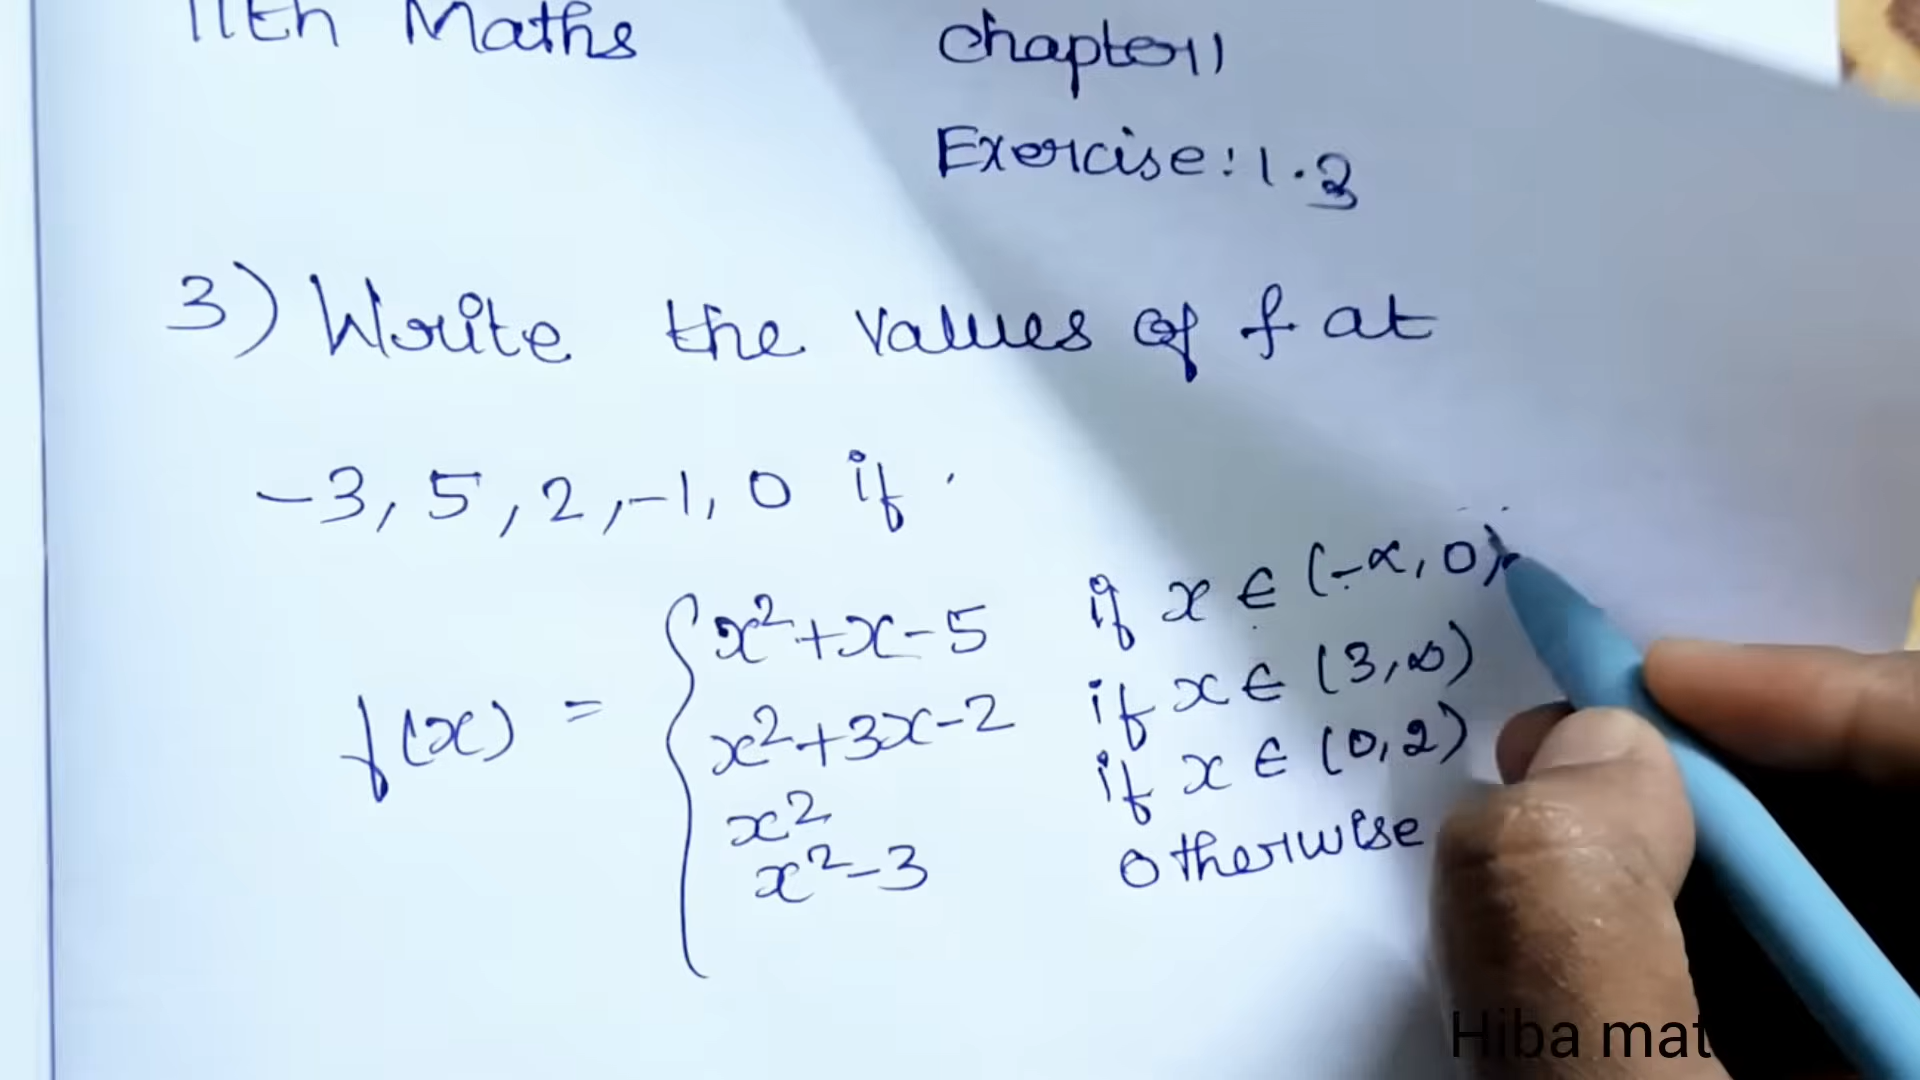 11th Maths
Chapter 1
Exercise: 1.3
3) Write the values of f at
-3, 5, 2, -1, 0 if
f(x) = { x²+x-5 if x ∈ (-∞, 0)
x²+3x-2 if x ∈ (3, ∞)
x² if x ∈ (0, 2)
x²-3 otherwise
Hiba mat